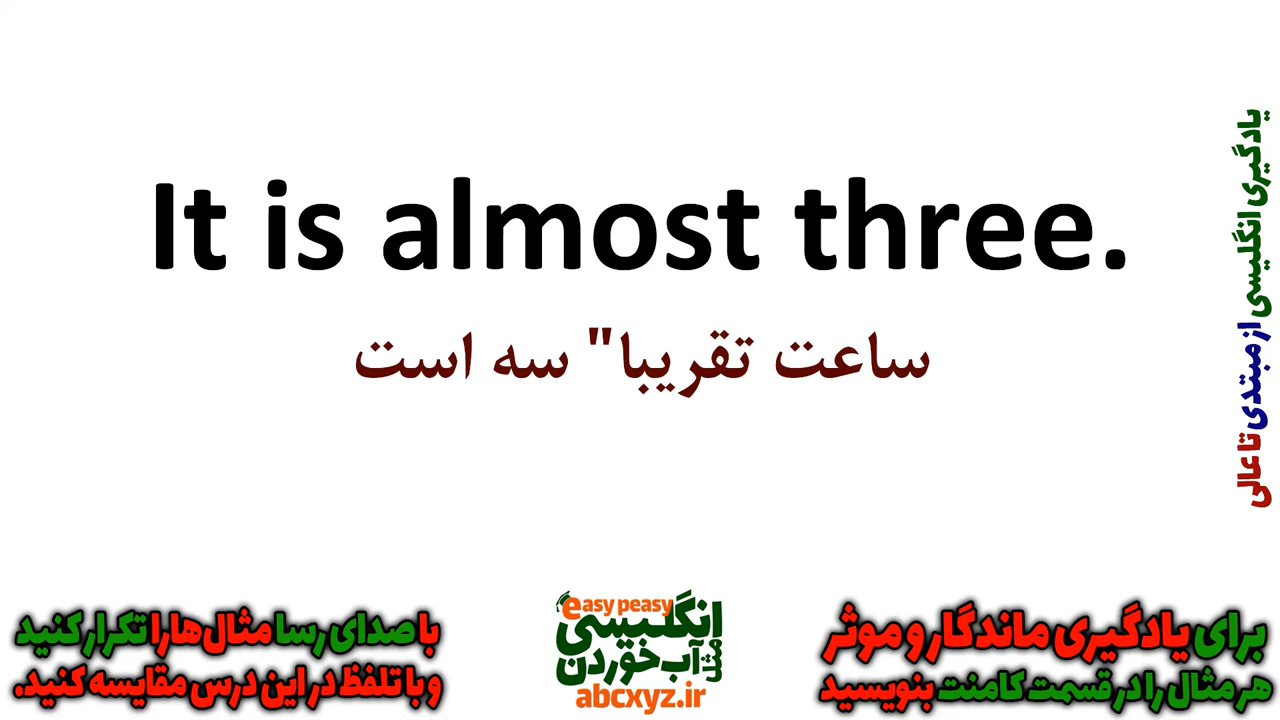 It is almost three.
ساعت تقریبا" سه است
یادگیری انگلیسی از مبتدی تا عالی
با صدای رسا مثال‌ها را تکرار کنید
و با تلفظ در این درس مقایسه کنید.
easy peasy
انگلیسی
مثل آب خوردن
abcxyz.ir
برای یادگیری ماندگار و موثر
هر مثال را در قسمت کامنت بنویسید